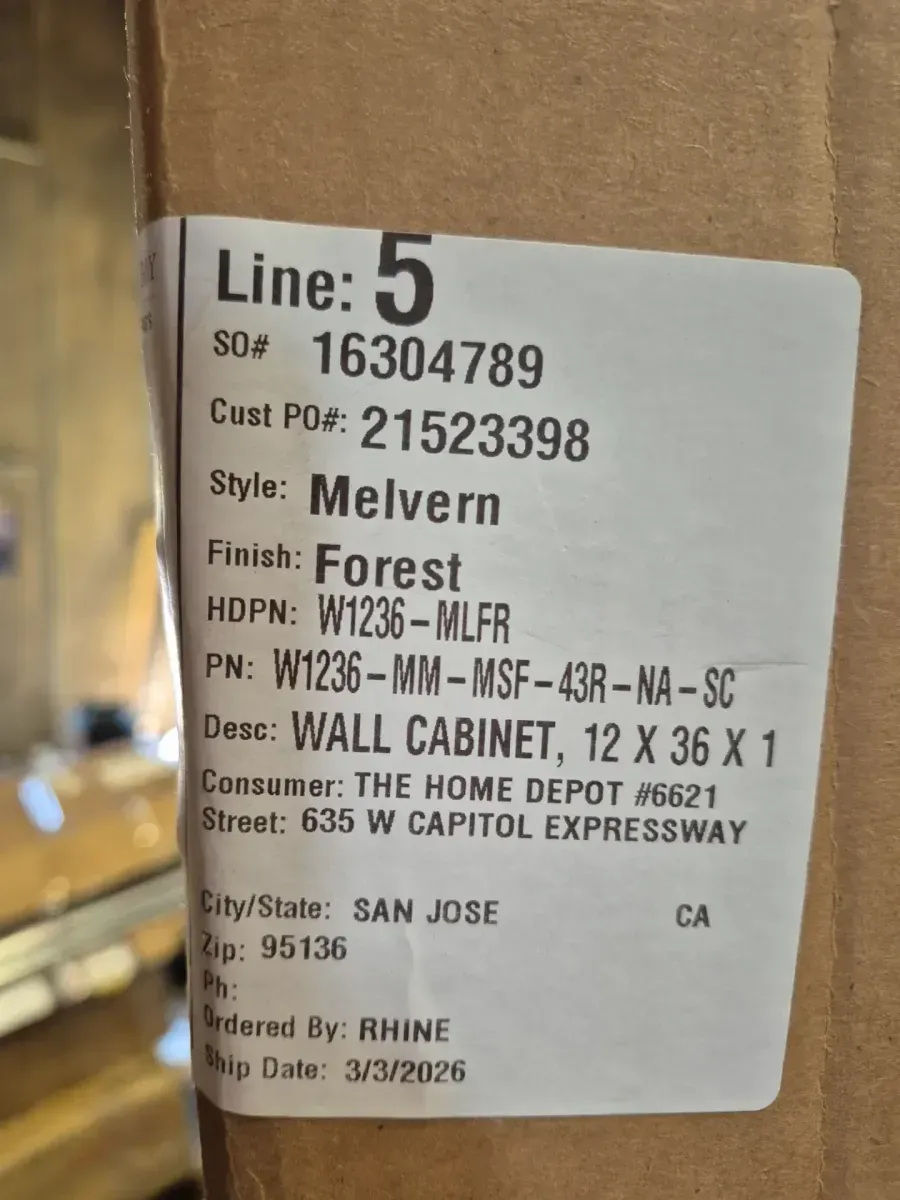 Line: 5
SO# 16304789
Cust PO#: 21523398
Style: Melvern
Finish: Forest
HDPN: W1236-MLFR
PN: W1236-MM-MSF-43R-NA-SC
Desc: WALL CABINET, 12 X 36 X 1
Consumer: THE HOME DEPOT #6621
Street: 635 W CAPITOL EXPRESSWAY
City/State: SAN JOSE CA
Zip: 95136
Ph:
Ordered By: RHINE
Ship Date: 3/3/2026